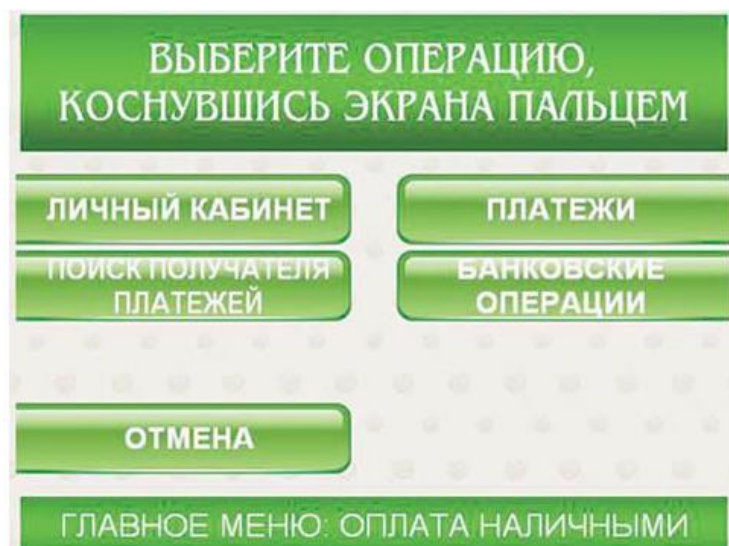 ВЫБЕРИТЕ ОПЕРАЦИЮ,
КОСНУВШИСЬ ЭКРАНА ПАЛЬЦЕМ
ЛИЧНЫЙ КАБИНЕТ
ПЛАТЕЖИ
ПОИСК ПОЛУЧАТЕЛЯ
ПЛАТЕЖЕЙ
БАНКОВСКИЕ
ОПЕРАЦИИ
ОТМЕНА
ГЛАВНОЕ МЕНЮ: ОПЛАТА НАЛИЧНЫМИ